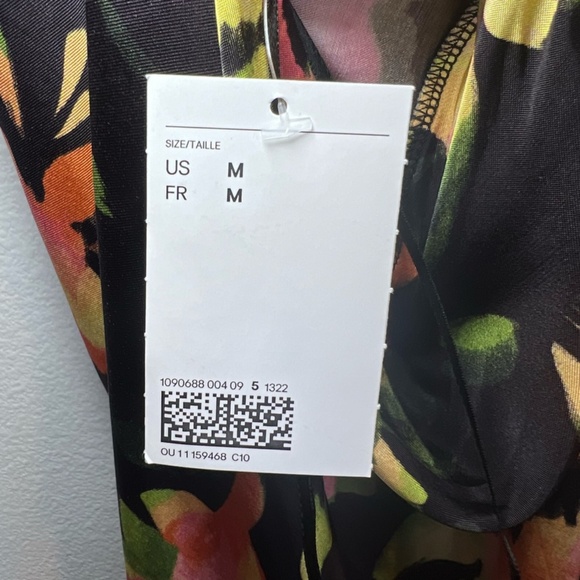 SIZE/TAILLE
US M
FR M
1090688 004 09 5 1322
OU 11159468 C10